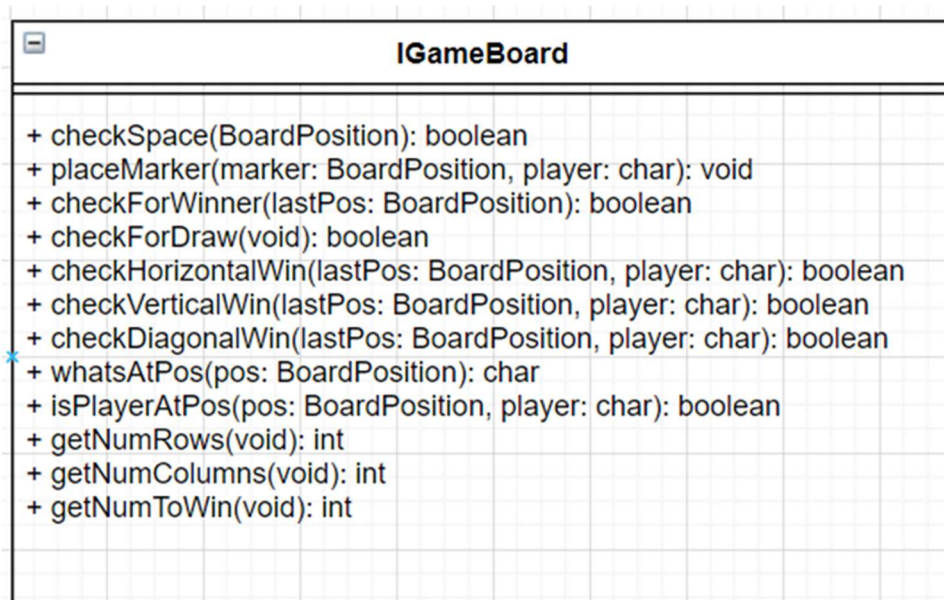 IGameBoard
+ checkSpace(BoardPosition): boolean
+ placeMarker(marker: BoardPosition, player: char): void
+ checkForWinner(lastPos: BoardPosition): boolean
+ checkForDraw(void): boolean
+ checkHorizontalWin(lastPos: BoardPosition, player: char): boolean
+ checkVerticalWin(lastPos: BoardPosition, player: char): boolean
+ checkDiagonalWin(lastPos: BoardPosition, player: char): boolean
+ whatsAtPos(pos: BoardPosition): char
+ isPlayerAtPos(pos: BoardPosition, player: char): boolean
+ getNumRows(void): int
+ getNumColumns(void): int
+ getNumToWin(void): int